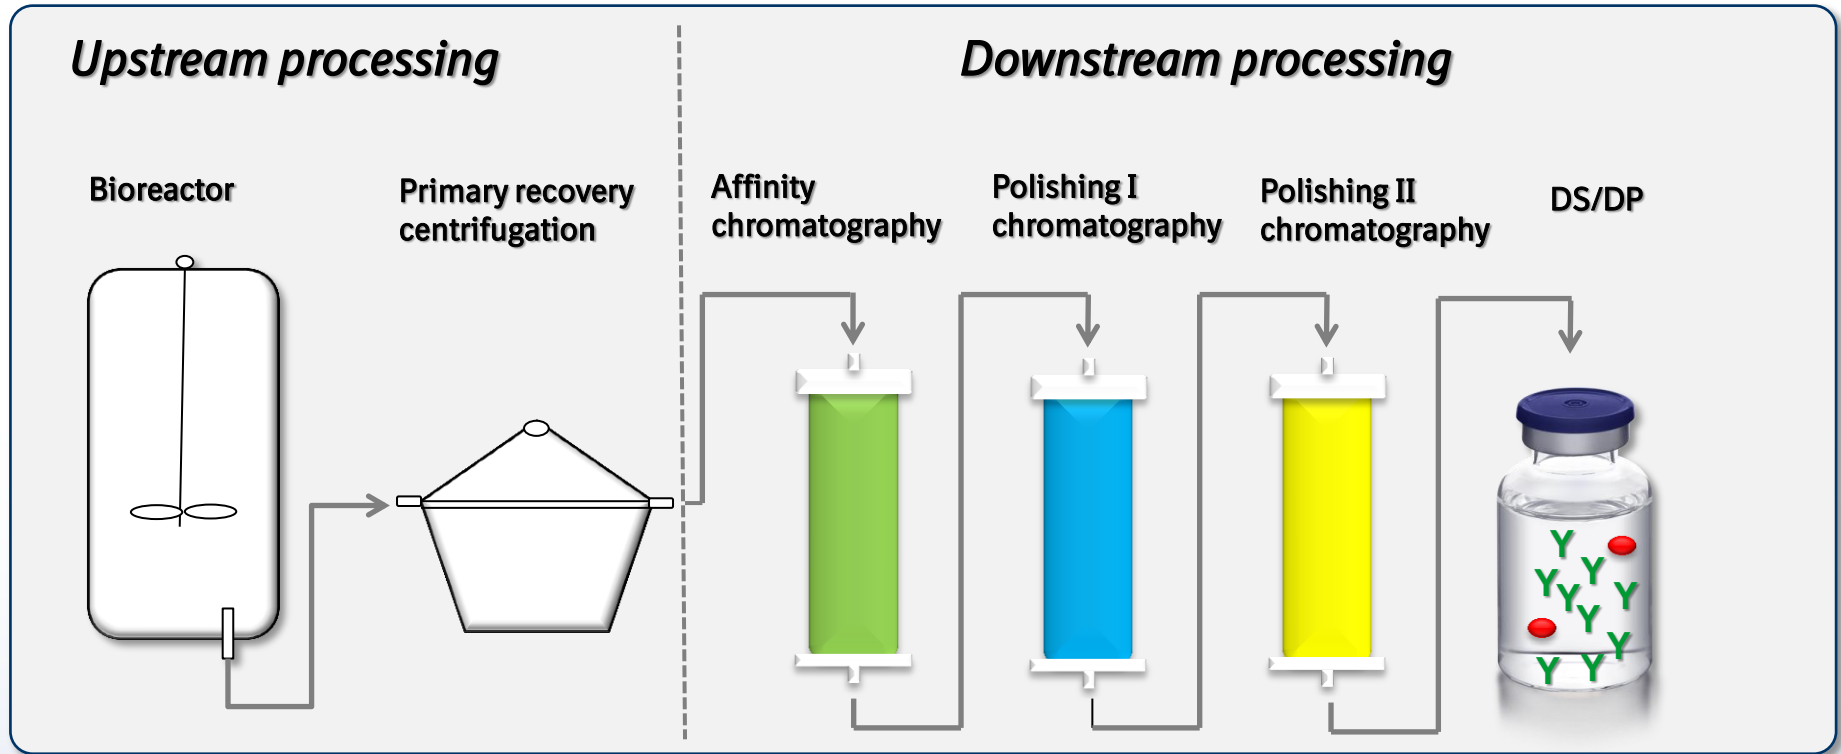 Upstream processing
Downstream processing
Bioreactor
Primary recovery
centrifugation
Affinity
chromatography
Polishing I
chromatography
Polishing II
chromatography
DS/DP
Y
Y
Y
Y
Y
Y
Y
Y
Y